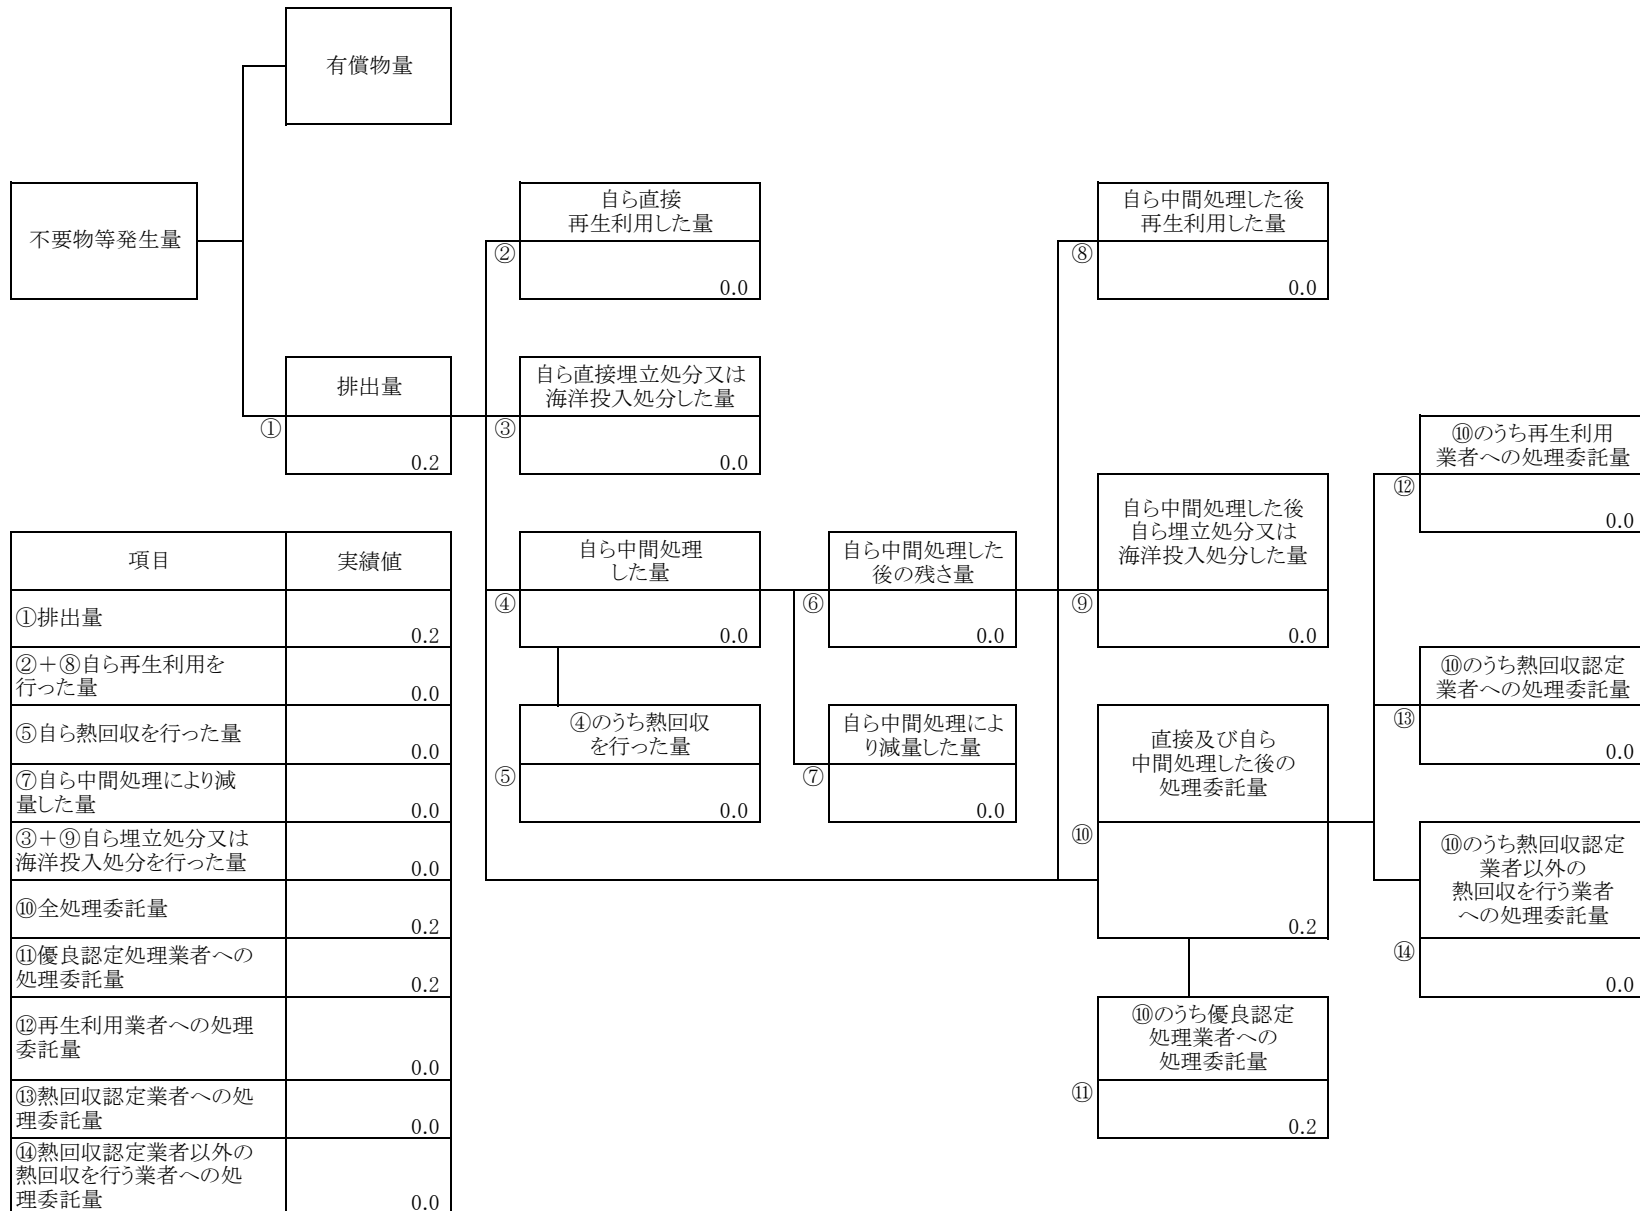 有償物量
不要物等発生量
自ら直接
再生利用した量
②
0.0
自ら中間処理した後
再生利用した量
⑧
0.0
排出量
①
0.2
自ら直接埋立処分又は
海洋投入処分した量
③
0.0
⑩のうち再生利用
業者への処理委託量
⑫
0.0
自ら中間処理した後
自ら埋立処分又は
海洋投入処分した量
⑨
0.0
自ら中間処理
した量
④
0.0
自ら中間処理した
後の残さ量
⑥
0.0
⑩のうち熱回収認定
業者への処理委託量
⑬
0.0
④のうち熱回収
を行った量
⑤
0.0
自ら中間処理によ
り減量した量
⑦
0.0
直接及び自ら
中間処理した後の
処理委託量
⑩
0.2
⑩のうち熱回収認定
業者以外の
熱回収を行う業者
への処理委託量
⑭
0.0
⑩のうち優良認定
処理業者への
処理委託量
⑪
0.2
項目 実績値
①排出量
0.2
②＋⑧自ら再生利用を
行った量 0.0
⑤自ら熱回収を行った量
0.0
⑦自ら中間処理により減
量した量 0.0
③＋⑨自ら埋立処分又は
海洋投入処分を行った量 0.0
⑩全処理委託量
0.2
⑪優良認定処理業者への
処理委託量 0.2
⑫再生利用業者への処理
委託量
0.0
⑬熱回収認定業者への処
理委託量 0.0
⑭熱回収認定業者以外の
熱回収を行う業者への処
理委託量 0.0